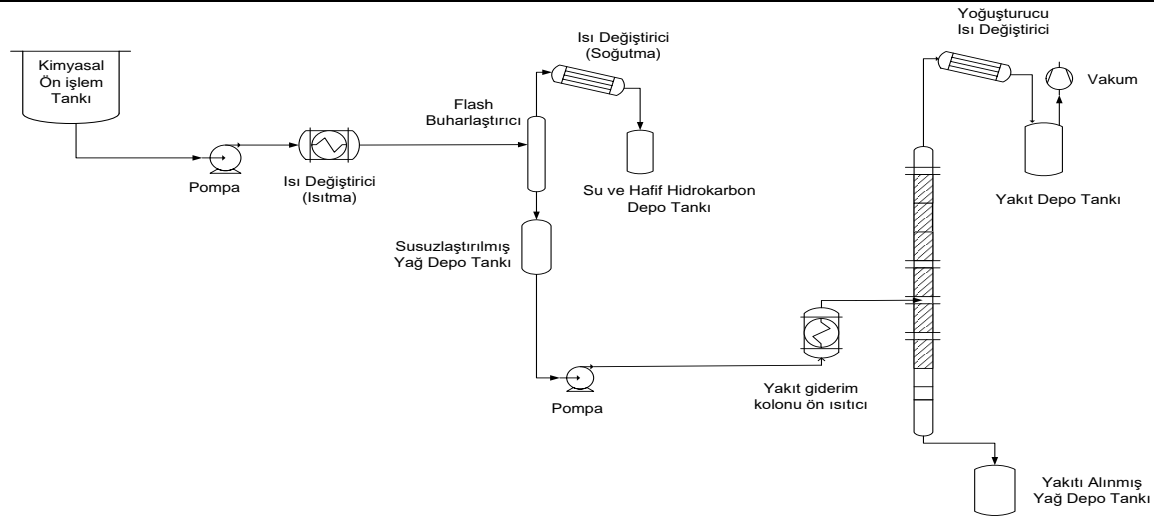 Kimyasal
Ön işlem
Tankı
Pompa
Isı Değiştirici
(Isıtma)
Flash
Buharlaştırıcı
Isı Değiştirici
(Soğutma)
Su ve Hafif Hidrokarbon
Depo Tankı
Susuzlaştırılmış
Yağ Depo Tankı
Pompa
Yakıt giderim
kolonu ön ısıtıcı
Yoğuşturucu
Isı Değiştirici
Vakum
Yakıt Depo Tankı
Yakıtı Alınmış
Yağ Depo Tankı